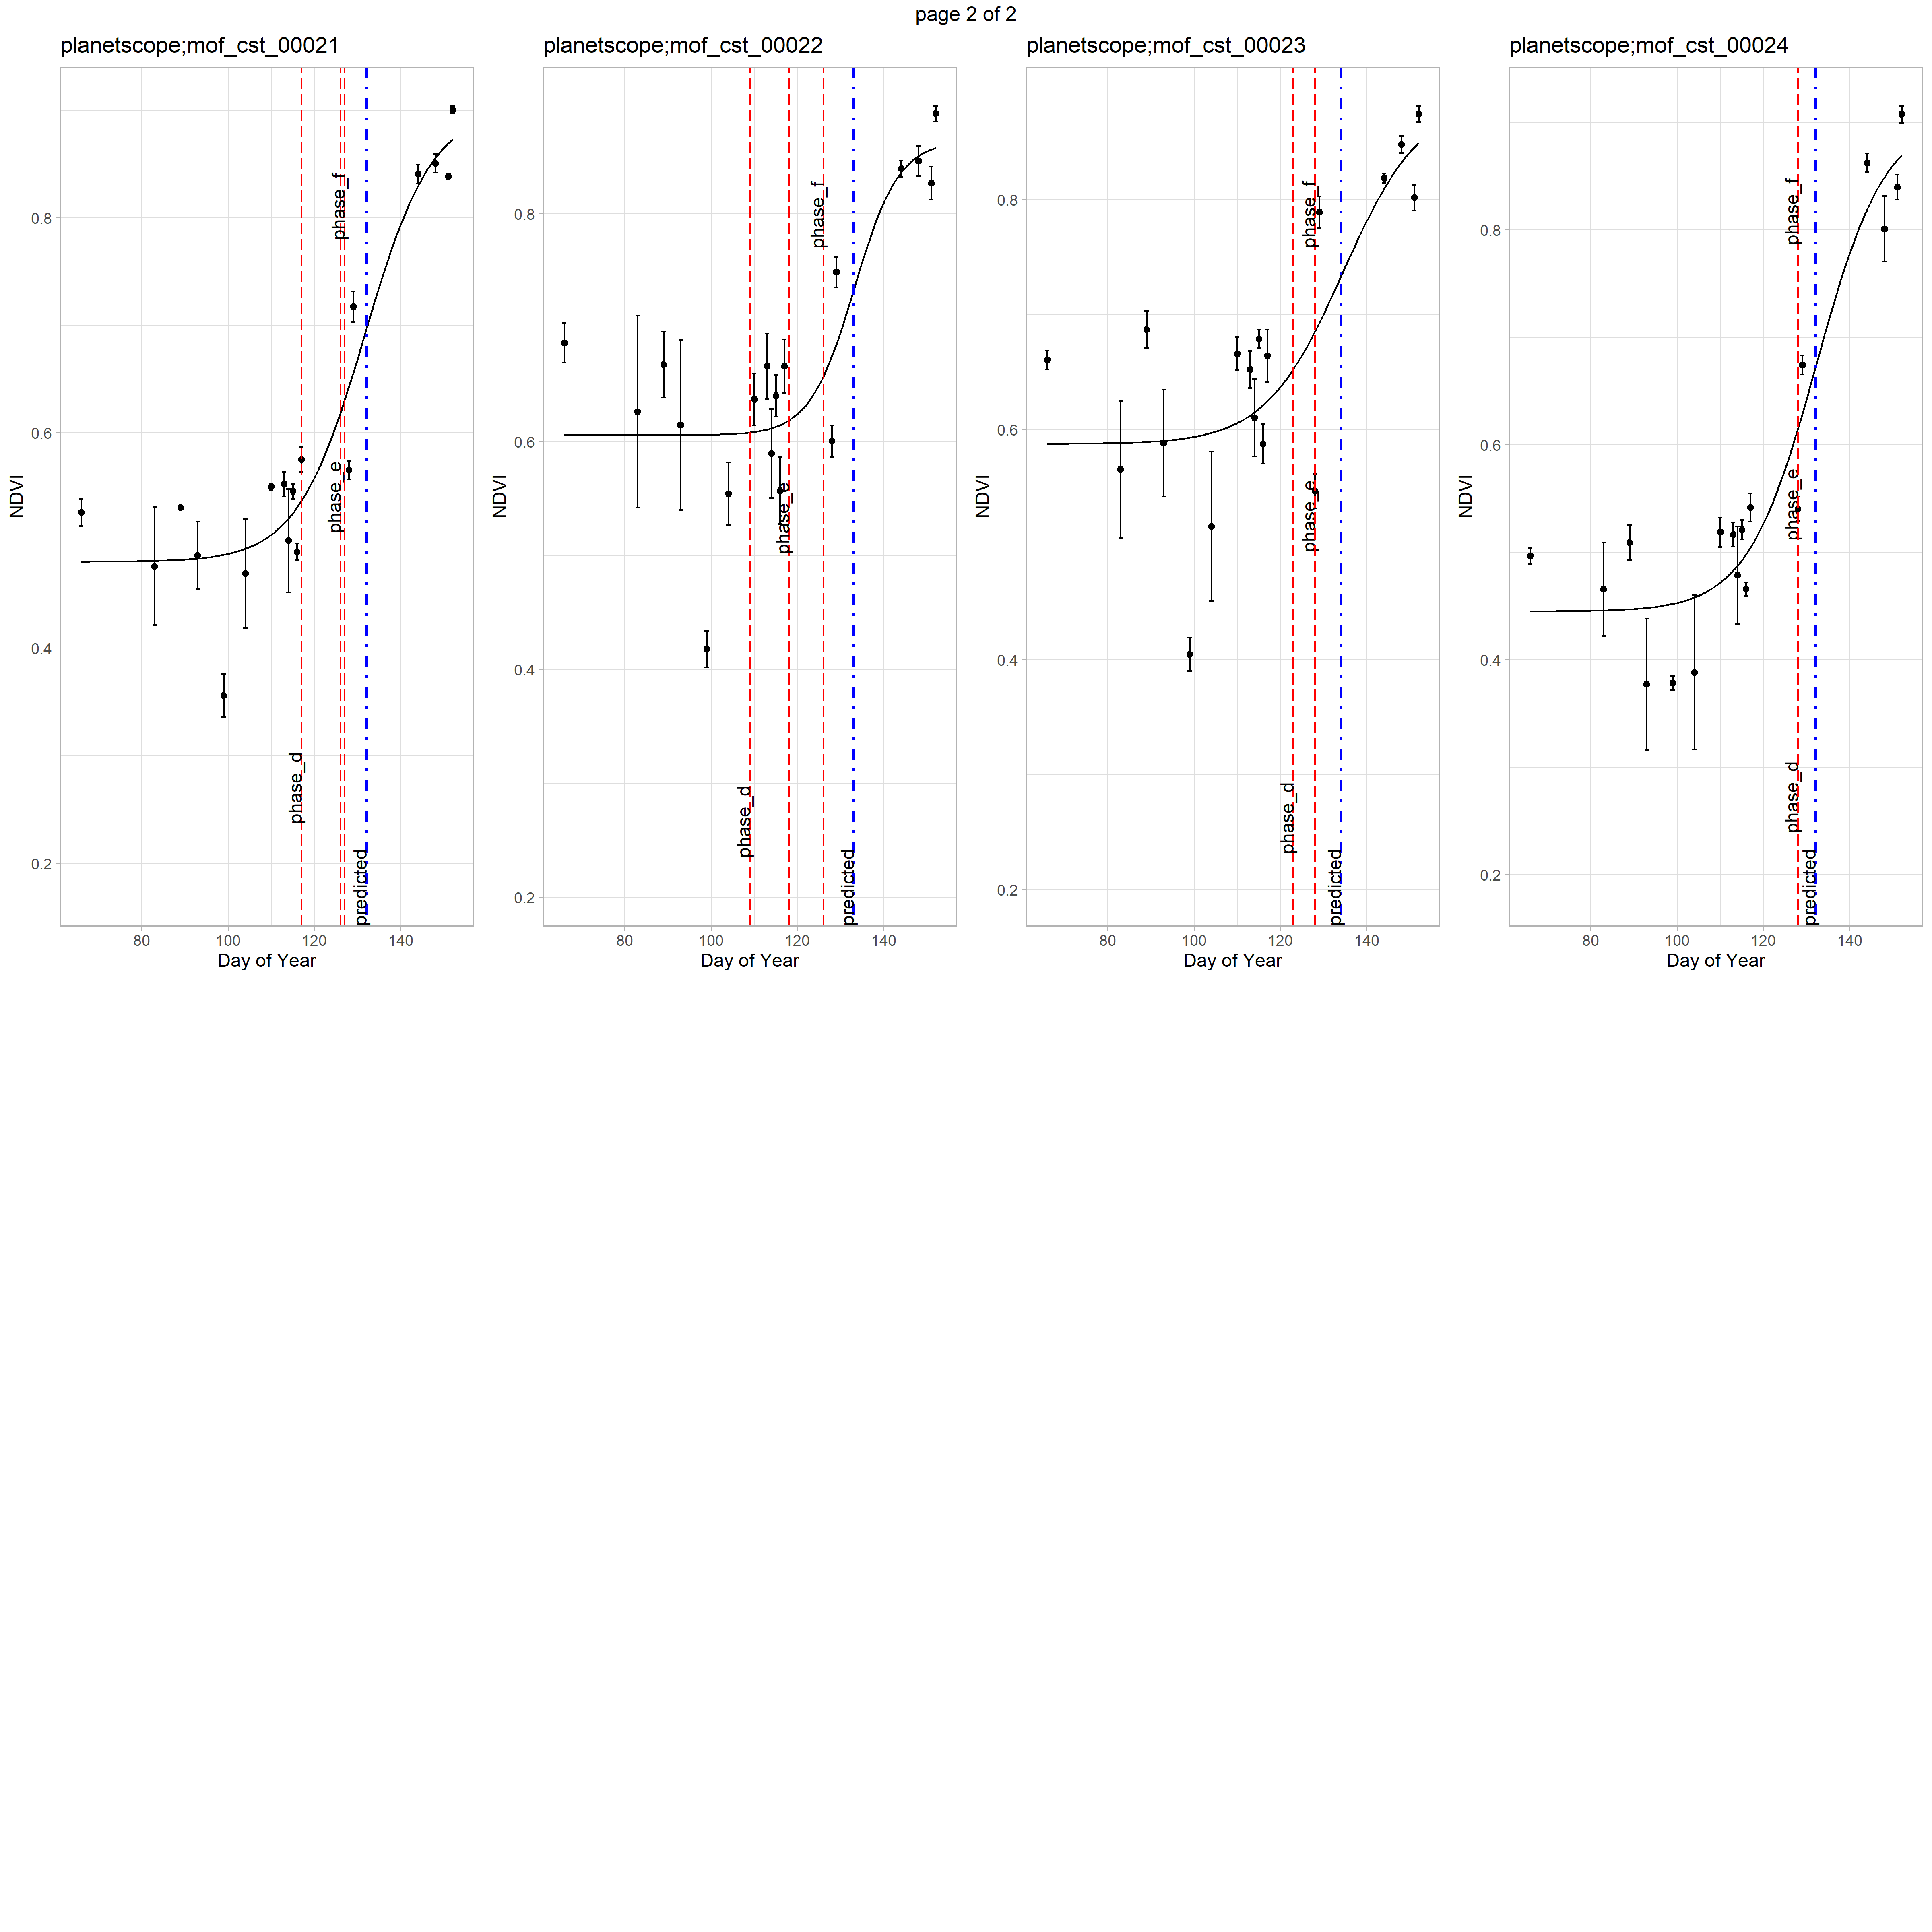 page 2 of 2
planetscope;mof_cst_00021
NDVI
0.8
0.6
0.4
0.2
phase_f
phase_e
phase_d
predicted
80 100 120 140
Day of Year
planetscope;mof_cst_00022
NDVI
0.8
0.6
0.4
0.2
phase_f
phase_e
phase_d
predicted
80 100 120 140
Day of Year
planetscope;mof_cst_00023
NDVI
0.8
0.6
0.4
0.2
phase_f
phase_e
phase_d
predicted
80 100 120 140
Day of Year
planetscope;mof_cst_00024
NDVI
0.8
0.6
0.4
0.2
phase_f
phase_e
phase_d
predicted
80 100 120 140
Day of Year